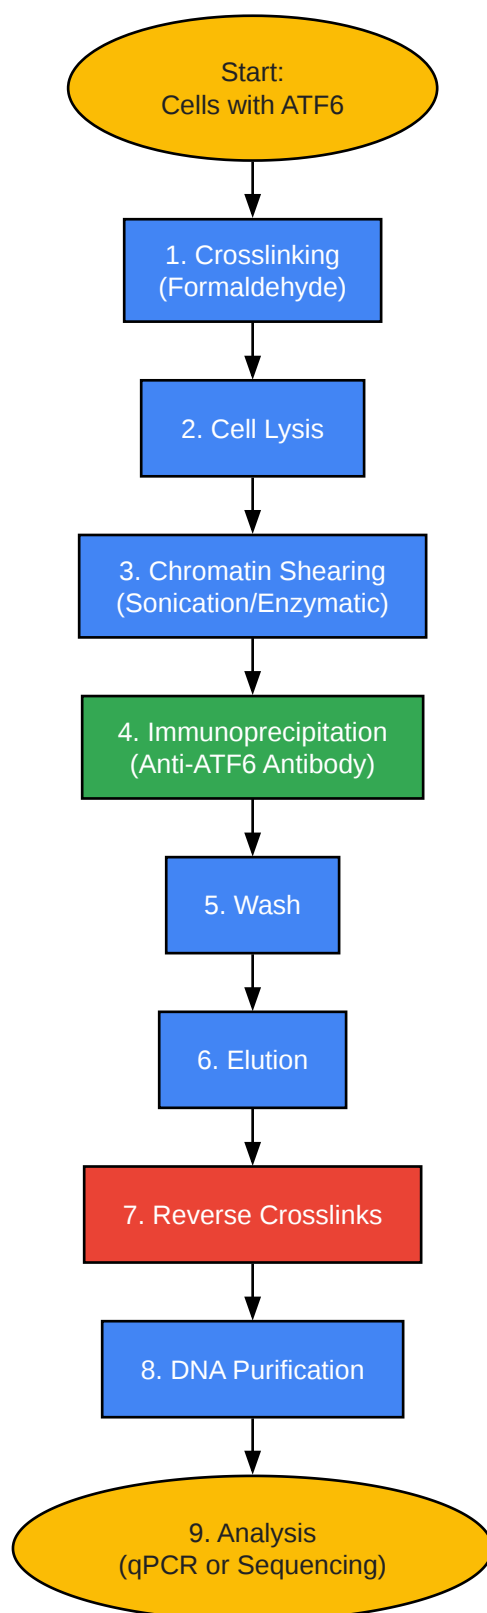 Start:
Cells with ATF6
1. Crosslinking
(Formaldehyde)
2. Cell Lysis
3. Chromatin Shearing
(Sonication/Enzymatic)
4. Immunoprecipitation
(Anti-ATF6 Antibody)
5. Wash
6. Elution
7. Reverse Crosslinks
8. DNA Purification
9. Analysis
(qPCR or Sequencing)